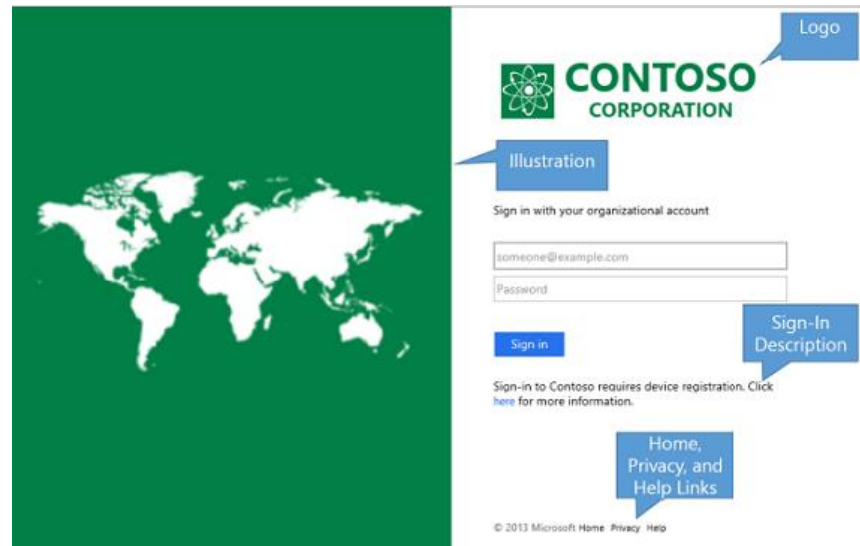 Logo
CONTOSO
CORPORATION
Illustration
Sign in with your organizational account
someone@example.com
Password
Sign in
Sign-In
Description
Sign-in to Contoso requires device registration. Click
here for more information.
Home,
Privacy, and
Help Links
© 2013 Microsoft Home Privacy Help